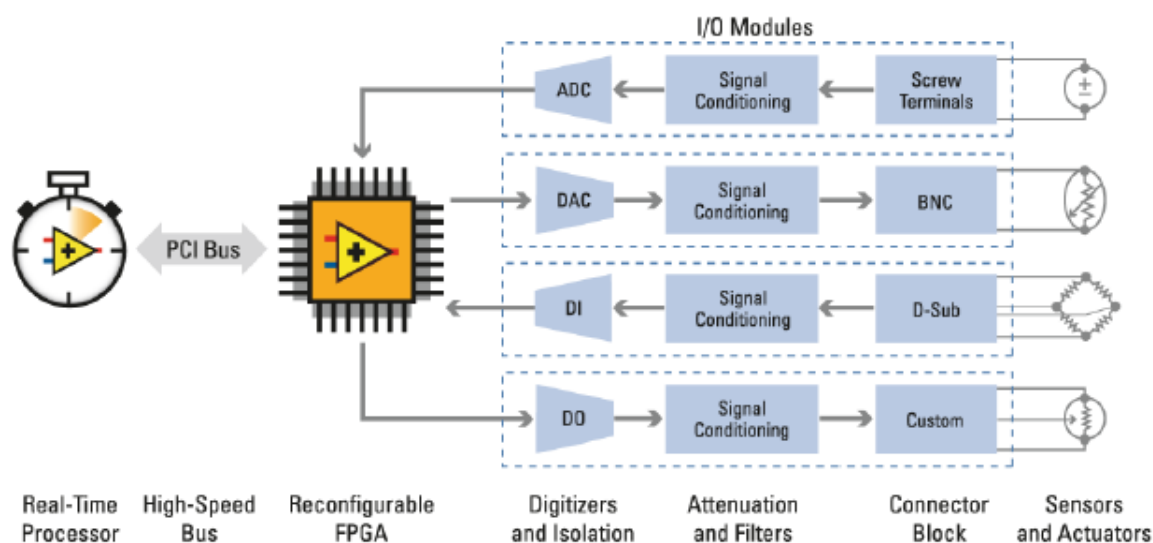 I/O Modules
ADC
Signal
Conditioning
Screw
Terminals
DAC
Signal
Conditioning
BNC
PCI Bus
DI
Signal
Conditioning
D-Sub
DO
Signal
Conditioning
Custom
Real-Time
Processor
High-Speed
Bus
Reconfigurable
FPGA
Digitizers
and Isolation
Attenuation
and Filters
Connector
Block
Sensors
and Actuators